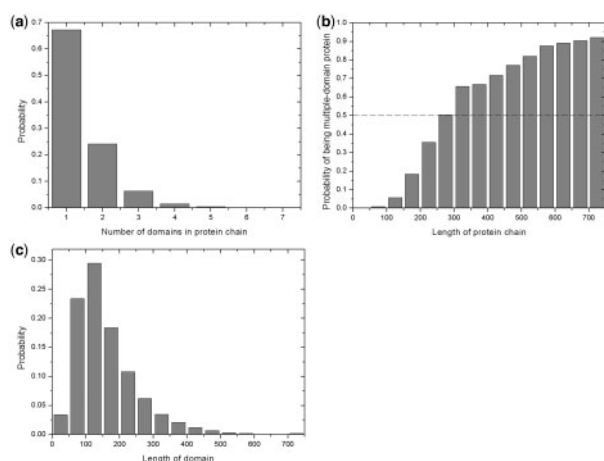 (a)
0.7
0.6
0.5
0.4
0.3
0.2
0.1
0.0
Probability
1 2 3 4 5 6 7
Number of domains in protein chain
(b)
1.0
0.9
0.8
0.7
0.6
0.5
0.4
0.3
0.2
0.1
0.0
Probability of being multiple-domain protein
0 100 200 300 400 500 600 700
Length of protein chain
(c)
0.30
0.25
0.20
0.15
0.10
0.05
0.00
Probability
0 100 200 300 400 500 600 700
Length of domain